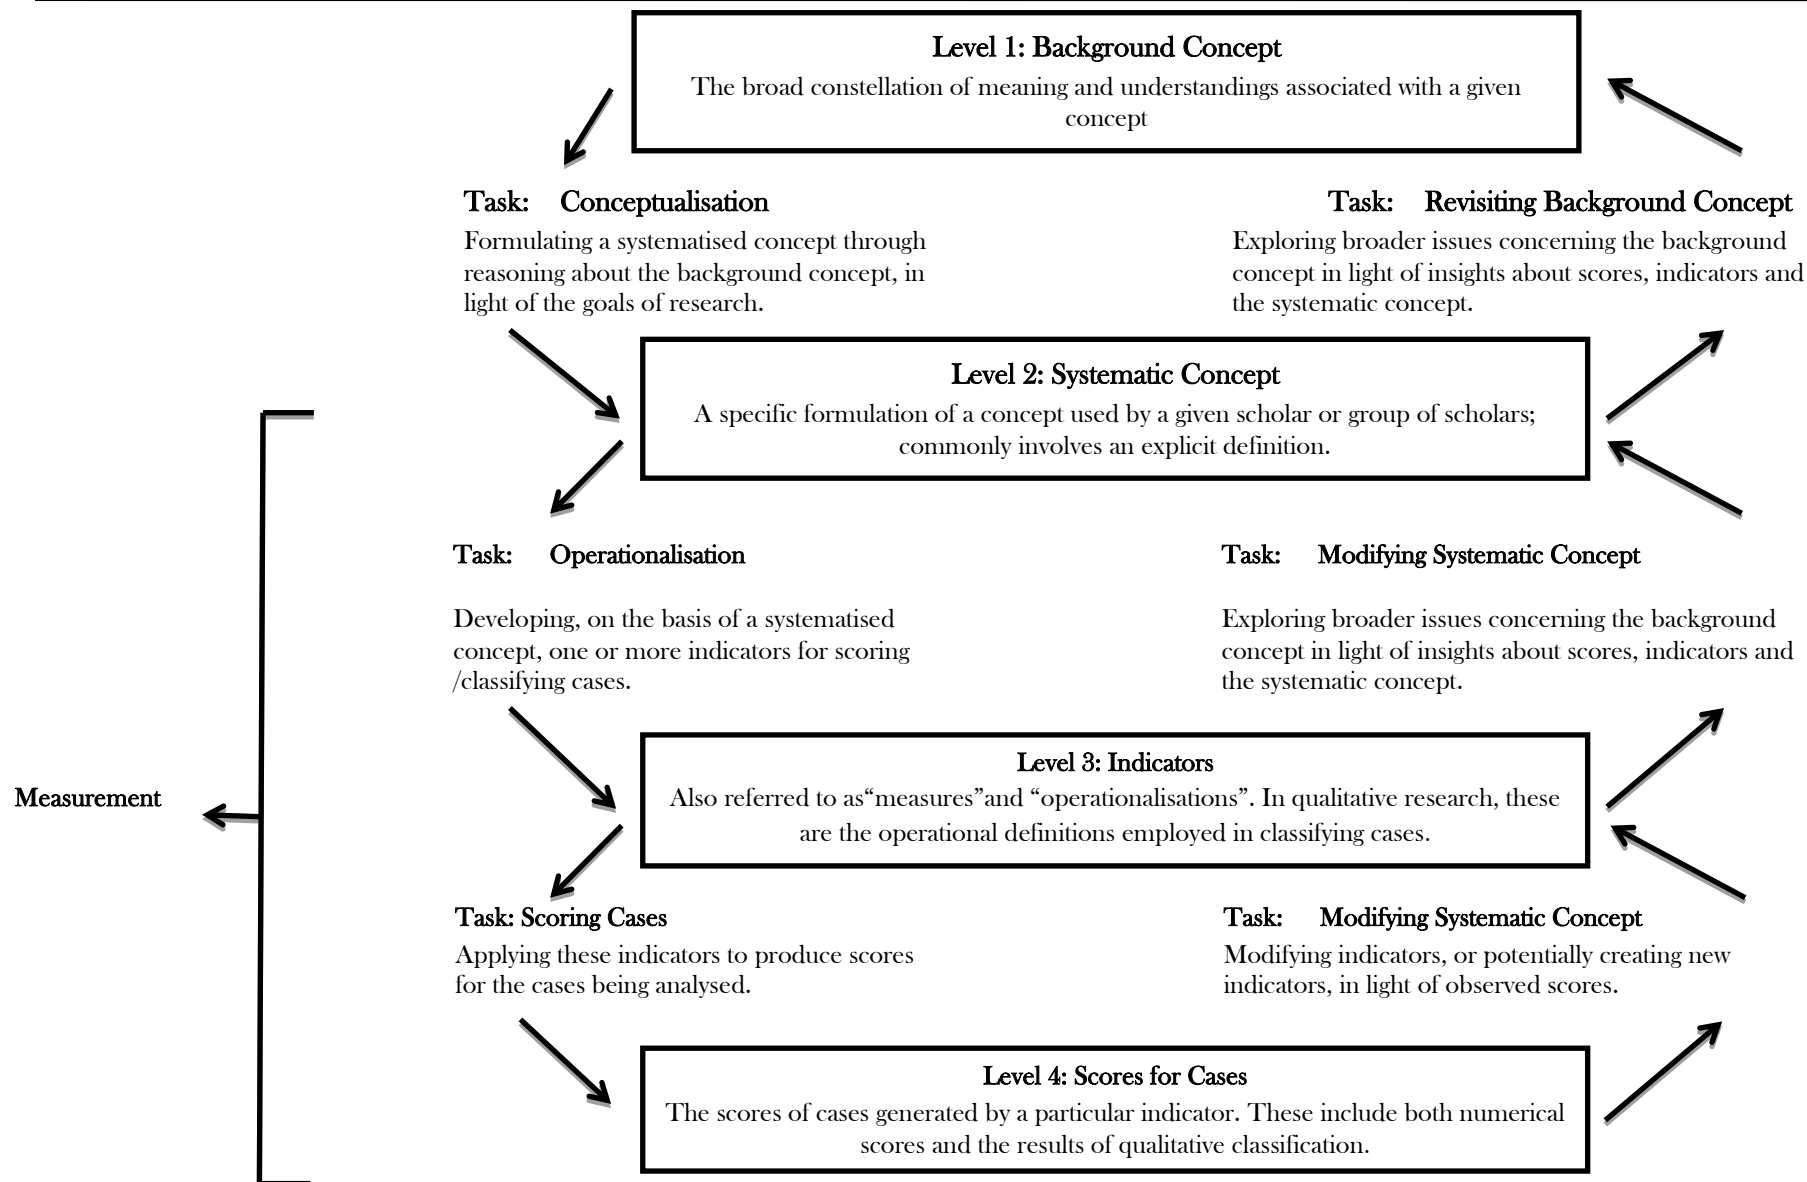 Level 1: Background Concept
The broad constellation of meaning and understandings associated with a given
concept
Task: Conceptualisation
Formulating a systematised concept through
reasoning about the background concept, in
light of the goals of research.
Task: Revisiting Background Concept
Exploring broader issues concerning the background
concept in light of insights about scores, indicators and
the systematic concept.
Level 2: Systematic Concept
A specific formulation of a concept used by a given scholar or group of scholars;
commonly involves an explicit definition.
Task: Operationalisation
Developing, on the basis of a systematised
concept, one or more indicators for scoring
/classifying cases.
Task: Modifying Systematic Concept
Exploring broader issues concerning the background
concept in light of insights about scores, indicators and
the systematic concept.
Measurement
Level 3: Indicators
Also referred to as“measures”and “operationalisations”. In qualitative research, these
are the operational definitions employed in classifying cases.
Task: Scoring Cases
Applying these indicators to produce scores
for the cases being analysed.
Task: Modifying Systematic Concept
Modifying indicators, or potentially creating new
indicators, in light of observed scores.
Level 4: Scores for Cases
The scores of cases generated by a particular indicator. These include both numerical
scores and the results of qualitative classification.